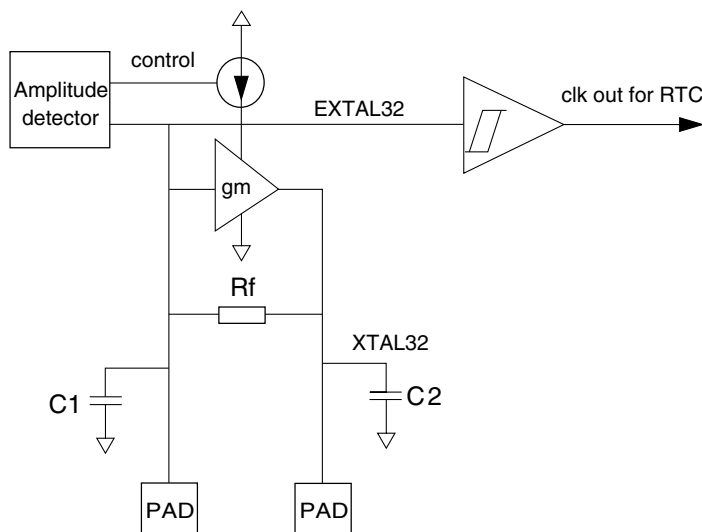 control
Amplitude
detector
EXTAL32
clk out for RTC
gm
Rf
XTAL32
C1
C2
PAD
PAD